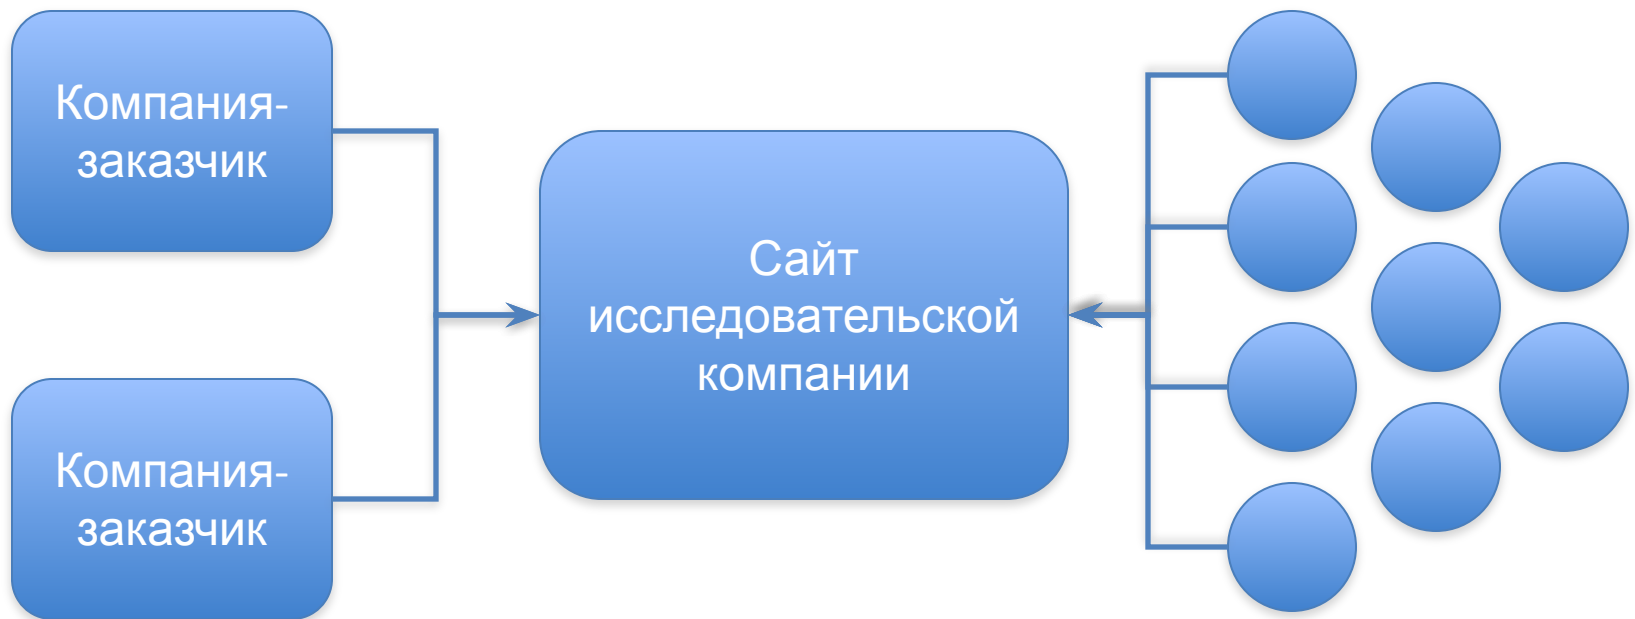 Компания-
заказчик
Сайт
исследовательской
компании
Компания-
заказчик